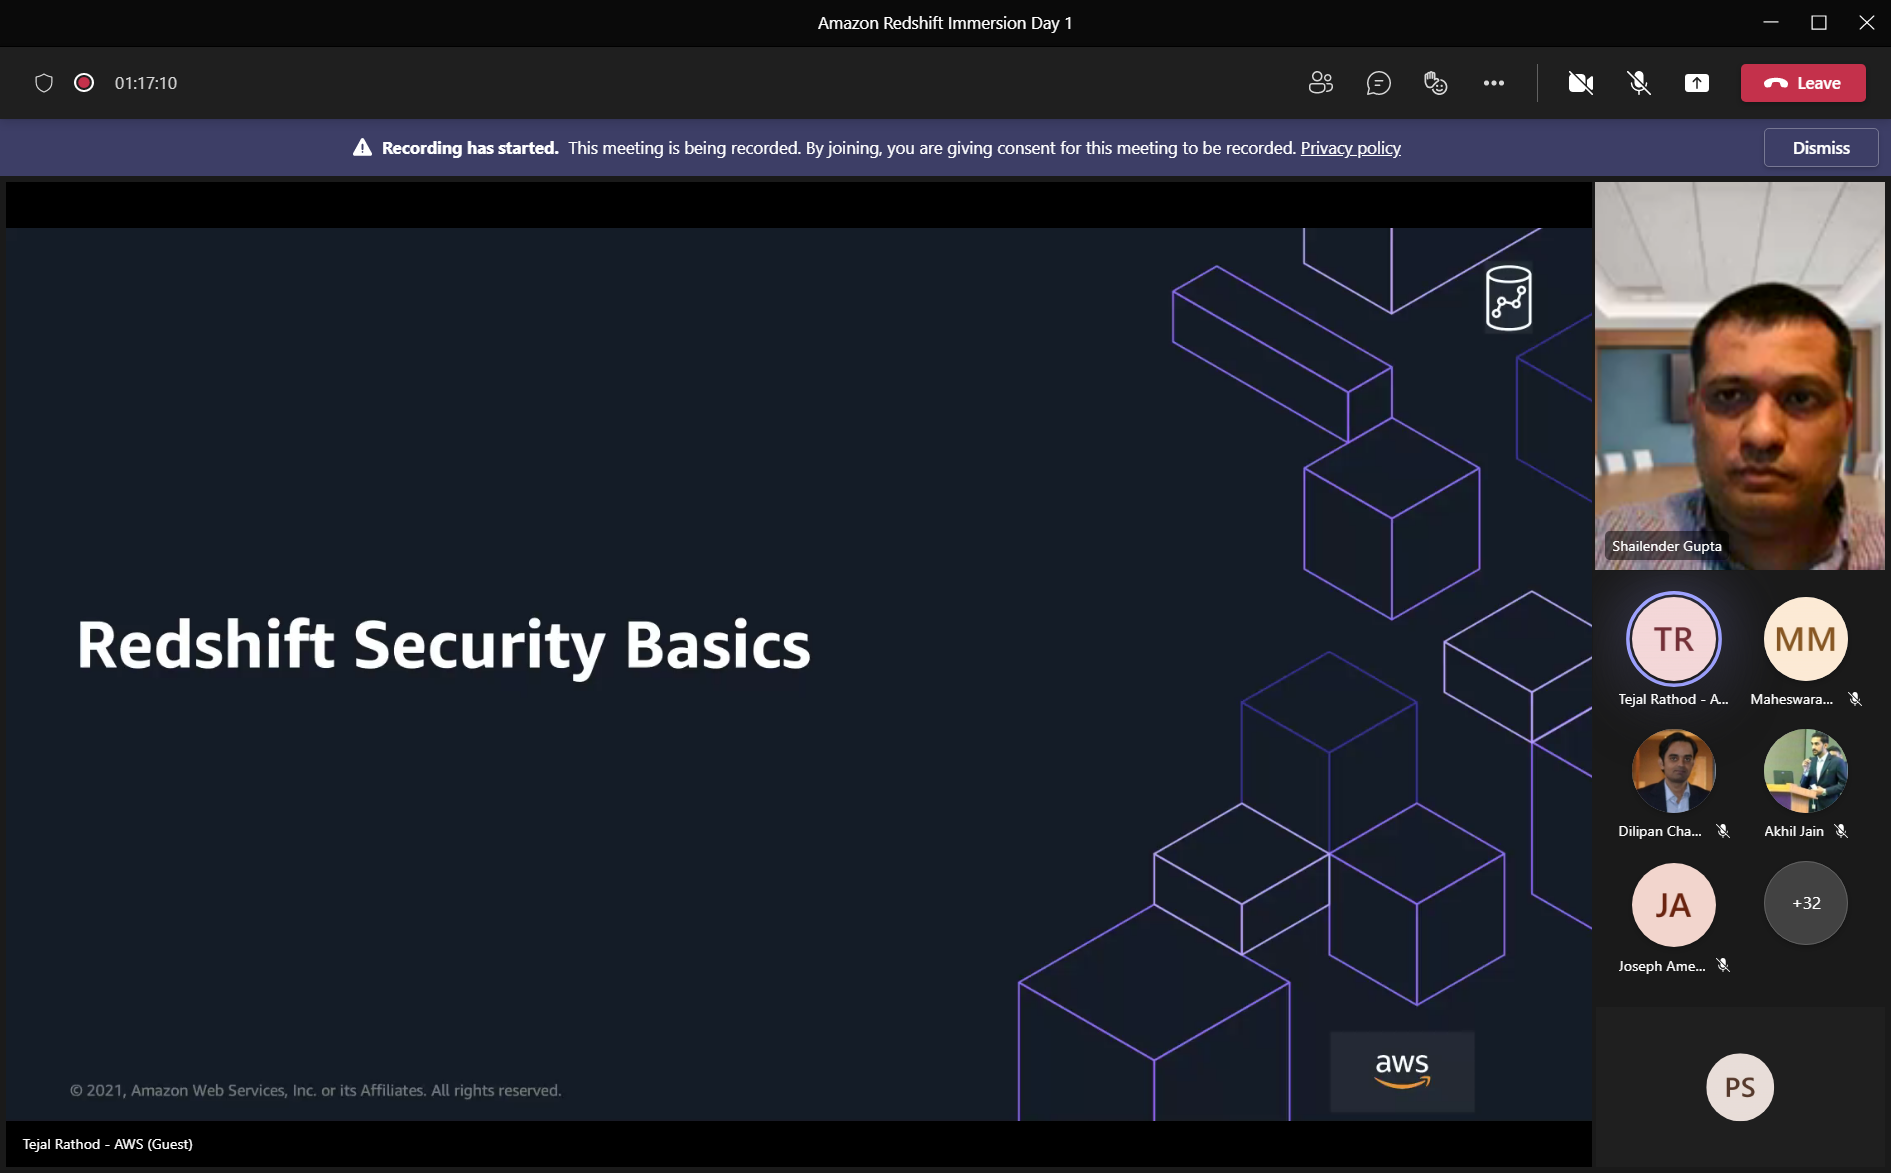 Amazon Redshift Immersion Day 1
01:17:10
Leave
Recording has started. This meeting is being recorded. By joining, you are giving consent for this meeting to be recorded. Privacy policy
Dismiss
Redshift Security Basics
© 2021, Amazon Web Services, Inc. or its Affiliates. All rights reserved.
aws
Tejal Rathod - AWS (Guest)
Shailender Gupta
TR
MM
Tejal Rathod - A...
Maheswara...
Dilipan Cha...
Akhil Jain
JA
+32
Joseph Ame...
PS